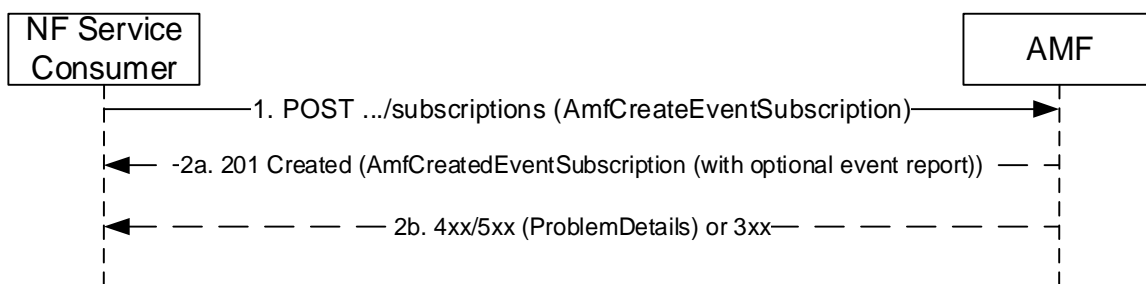 NF Service
Consumer
AMF
1. POST .../subscriptions (AmfCreateEventSubscription)
-2a. 201 Created (AmfCreatedEventSubscription (with optional event report))
2b. 4xx/5xx (ProblemDetails) or 3xx